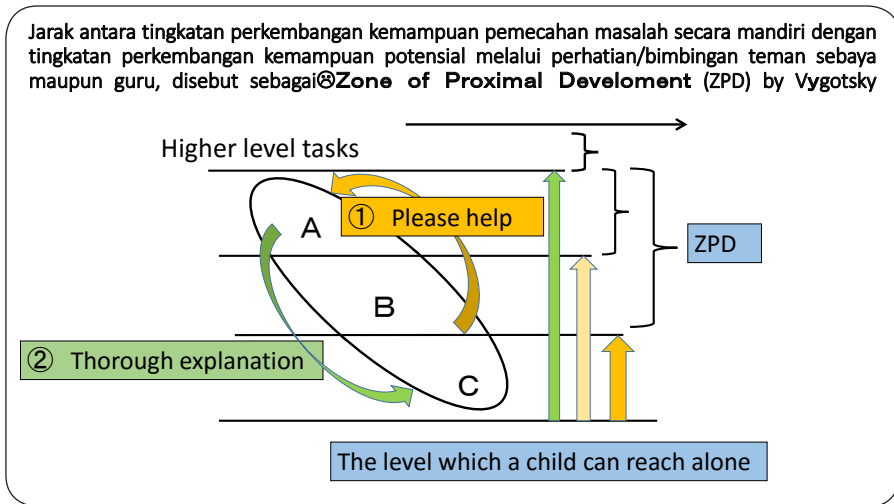 Jarak antara tingkatan perkembangan kemampuan pemecahan masalah secara mandiri dengan
tingkatan perkembangan kemampuan potensial melalui perhatian/bimbingan teman sebaya
maupun guru, disebut sebagai☹Zone of Proximal Develoment (ZPD) by Vygotsky
Higher level tasks
A
① Please help
ZPD
B
② Thorough explanation
C
The level which a child can reach alone